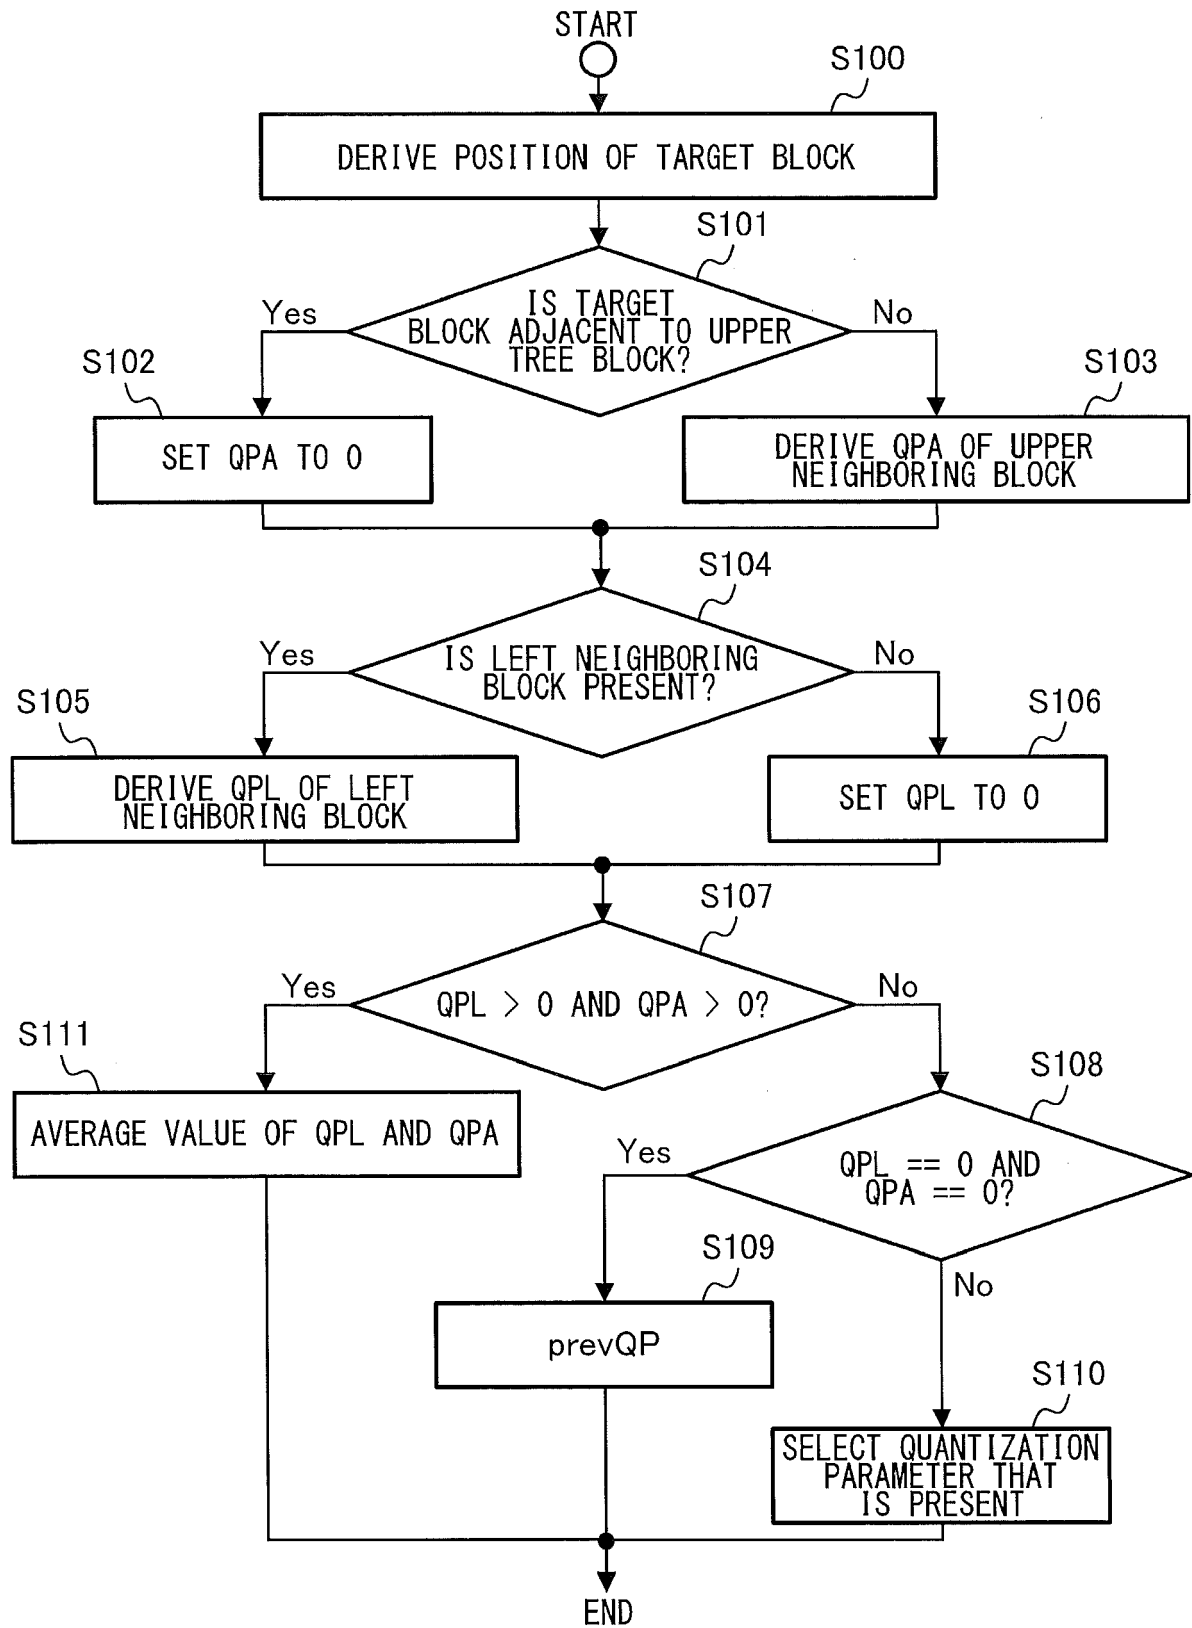 START
S100
DERIVE POSITION OF TARGET BLOCK
S101
IS TARGET
BLOCK ADJACENT TO UPPER
TREE BLOCK?
Yes
No
S102
SET QPA TO 0
S103
DERIVE QPA OF UPPER
NEIGHBORING BLOCK
S104
IS LEFT NEIGHBORING
BLOCK PRESENT?
Yes
No
S105
DERIVE QPL OF LEFT
NEIGHBORING BLOCK
S106
SET QPL TO 0
S107
QPL > 0 AND QPA > 0?
Yes
No
S111
AVERAGE VALUE OF QPL AND QPA
S108
QPL == 0 AND
QPA == 0?
Yes
No
S109
prevQP
S110
SELECT QUANTIZATION
PARAMETER THAT
IS PRESENT
END